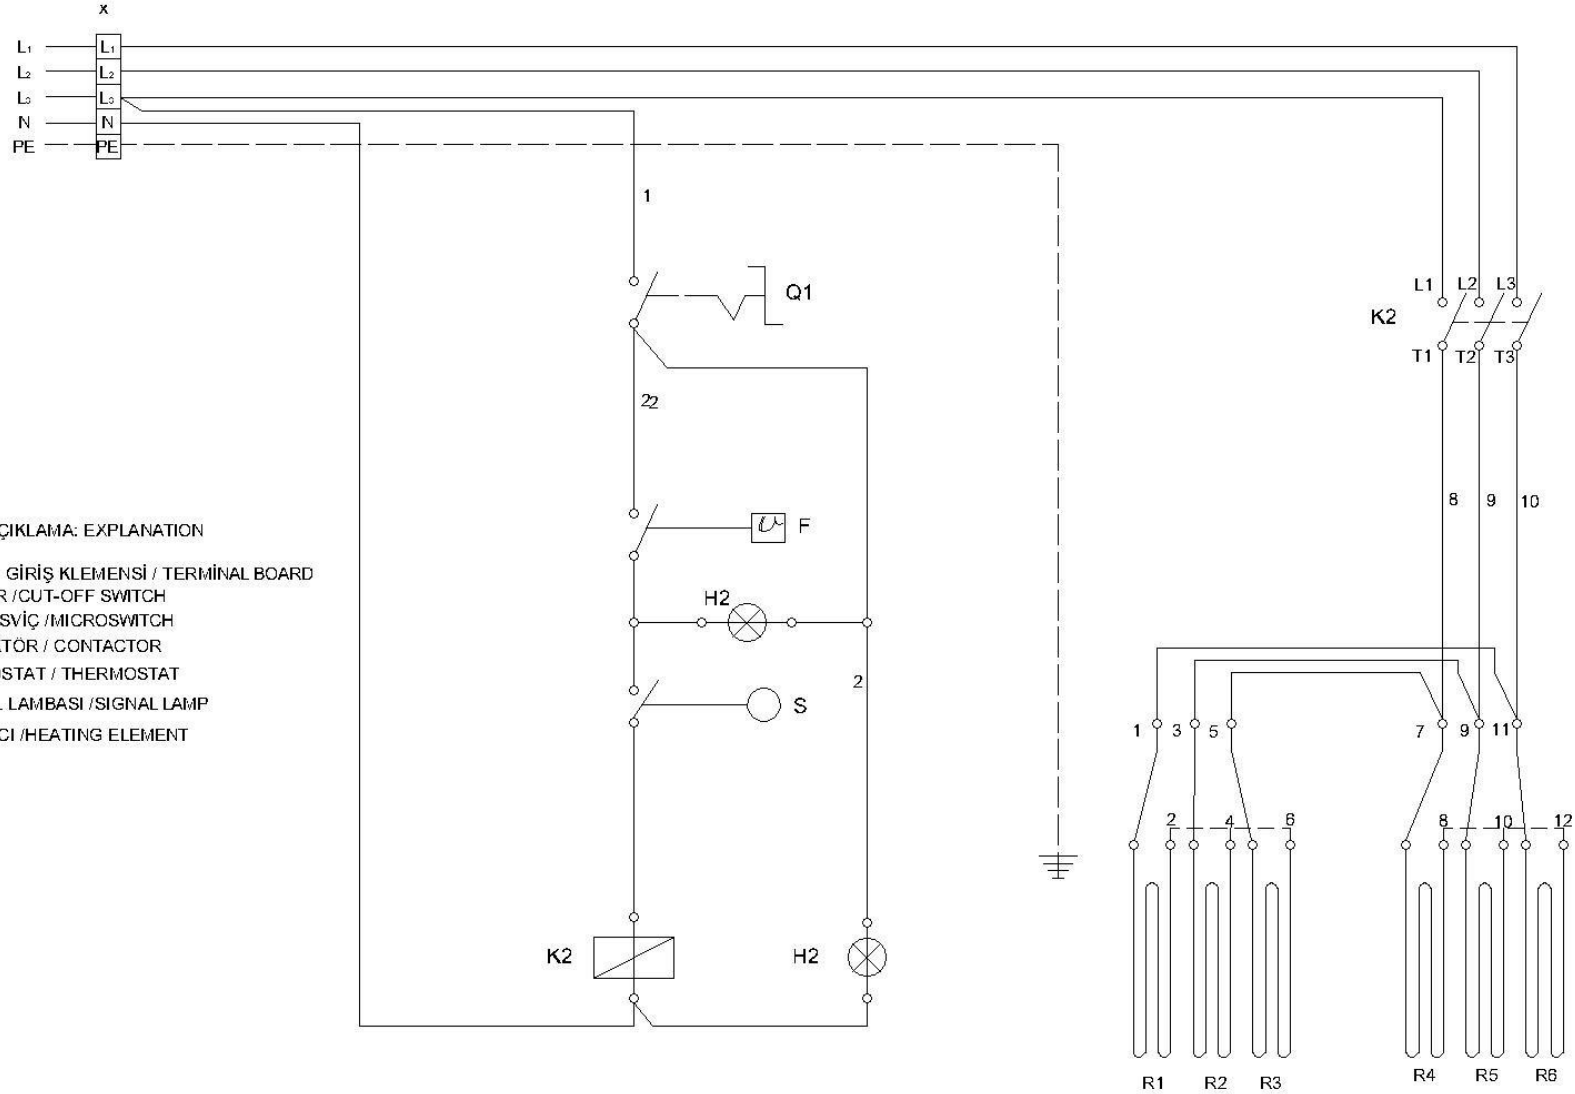 x
L1 L1
L2 L2
L3 L3
N N
PE PE
1
Q1
L1 L2 L3
K2
T1 T2 T3
22
8 9 10
ÇIKLAMA: EXPLANATION
F
GİRİŞ KLEMENSİ / TERMİNAL BOARD
R /CUT-OFF SWITCH
H2
SVİÇ /MICROSWITCH
TÖR / CONTACTOR
OSTAT / THERMOSTAT
2
L LAMBASI /SIGNAL LAMP
S
CI /HEATING ELEMENT
1 3 5 7 9 11
2 4 6 8 10 12
K2 H2
R1 R2 R3 R4 R5 R6